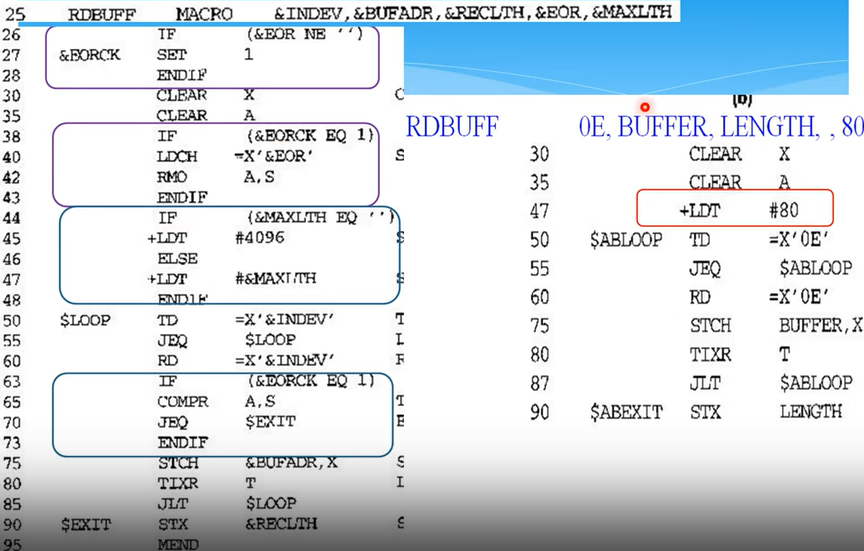 25 RDBUFF MACRO &INDEV,&BUFADR,&RECLTH,&EOR,&MAXLTH
26 IF (&EOR NE '')
27 &EORCK SET 1
28 ENDIF
30 CLEAR X C
35 CLEAR A
38 IF (&EORCK EQ 1)
40 LDCH =X'&EOR' S
42 RMO A,S
43 ENDIF
44 IF (&MAXLTH EQ '')
45 +LDT #4096 S
46 ELSE
47 +LDT #&MAXLTH S
48 ENDIF
50 $LOOP TD =X'&INDEV' T
55 JEQ $LOOP L
60 RD =X'&INDEV' R
63 IF (&EORCK EQ 1)
65 COMPR A,S T
70 JEQ $EXIT E
73 ENDIF
75 STCH &BUFADR,X S
80 TIXR T L
85 JLT $LOOP
90 $EXIT STX &RECLTH S
95 MEND
(b)
RDBUFF 0E, BUFFER, LENGTH, , 80
30 CLEAR X
35 CLEAR A
47 +LDT #80
50 $ABLOOP TD =X'0E'
55 JEQ $ABLOOP
60 RD =X'0E'
75 STCH BUFFER,X
80 TIXR T
87 JLT $ABLOOP
90 $ABEXIT STX LENGTH